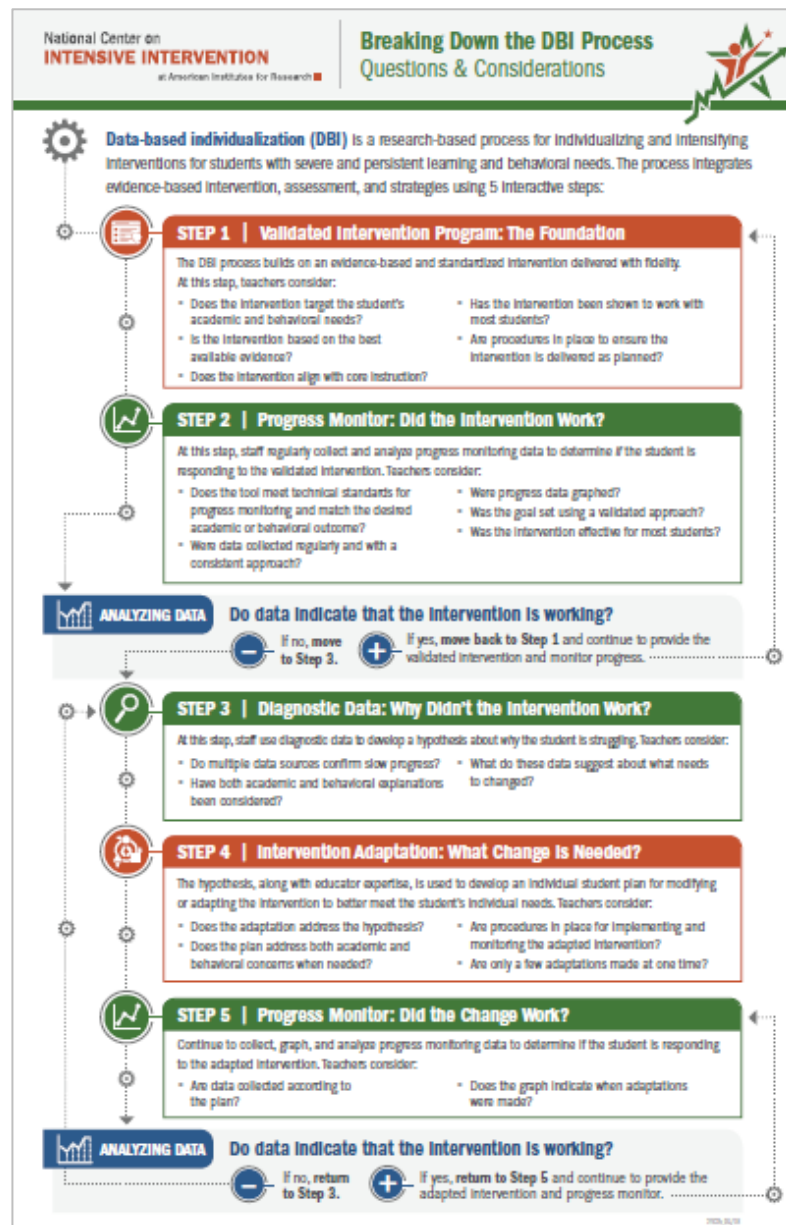 National Center on
INTENSIVE INTERVENTION
at American Institutes for Research
Breaking Down the DBI Process
Questions & Considerations
Data-based individualization (DBI) is a research-based process for individualizing and intensifying
interventions for students with severe and persistent learning and behavioral needs. The process integrates
evidence-based intervention, assessment, and strategies using 5 interactive steps:
STEP 1 | Validated Intervention Program: The Foundation
The DBI process builds on an evidence-based and standardized intervention delivered with fidelity.
At this step, teachers consider:
• Does the intervention target the student's
academic and behavioral needs?
• Is the intervention based on the best
available evidence?
• Does the intervention align with core instruction?
• Has the intervention been shown to work with
most students?
• Are procedures in place to ensure the
intervention is delivered as planned?
STEP 2 | Progress Monitor: Did the Intervention Work?
At this step, staff regularly collect and analyze progress monitoring data to determine if the student is
responding to the validated intervention. Teachers consider:
• Does the tool meet technical standards for
progress monitoring and match the desired
academic or behavioral outcome?
• Were data collected regularly and with a
consistent approach?
• Were progress data graphed?
• Was the goal set using a validated approach?
• Was the intervention effective for most students?
ANALYZING DATA
Do data indicate that the intervention is working?
If no, move
to Step 3.
If yes, move back to Step 1 and continue to provide the
validated intervention and monitor progress.
STEP 3 | Diagnostic Data: Why Didn't the Intervention Work?
At this step, staff use diagnostic data to develop a hypothesis about why the student is struggling. Teachers consider:
• Do multiple data sources confirm slow progress?
• Have both academic and behavioral explanations
been considered?
• What do these data suggest about what needs
to changed?
STEP 4 | Intervention Adaptation: What Change Is Needed?
The hypothesis, along with educator expertise, is used to develop an individual student plan for modifying
or adapting the intervention to better meet the student's individual needs. Teachers consider:
• Does the adaptation address the hypothesis?
• Does the plan address both academic and
behavioral concerns when needed?
• Are procedures in place for implementing and
monitoring the adapted intervention?
• Are only a few adaptations made at one time?
STEP 5 | Progress Monitor: Did the Change Work?
Continue to collect, graph, and analyze progress monitoring data to determine if the student is responding
to the adapted intervention. Teachers consider:
• Are data collected according to
the plan?
• Does the graph indicate when adaptations
were made?
ANALYZING DATA
Do data indicate that the intervention is working?
If no, return
to Step 3.
If yes, return to Step 5 and continue to provide the
adapted intervention and progress monitor.